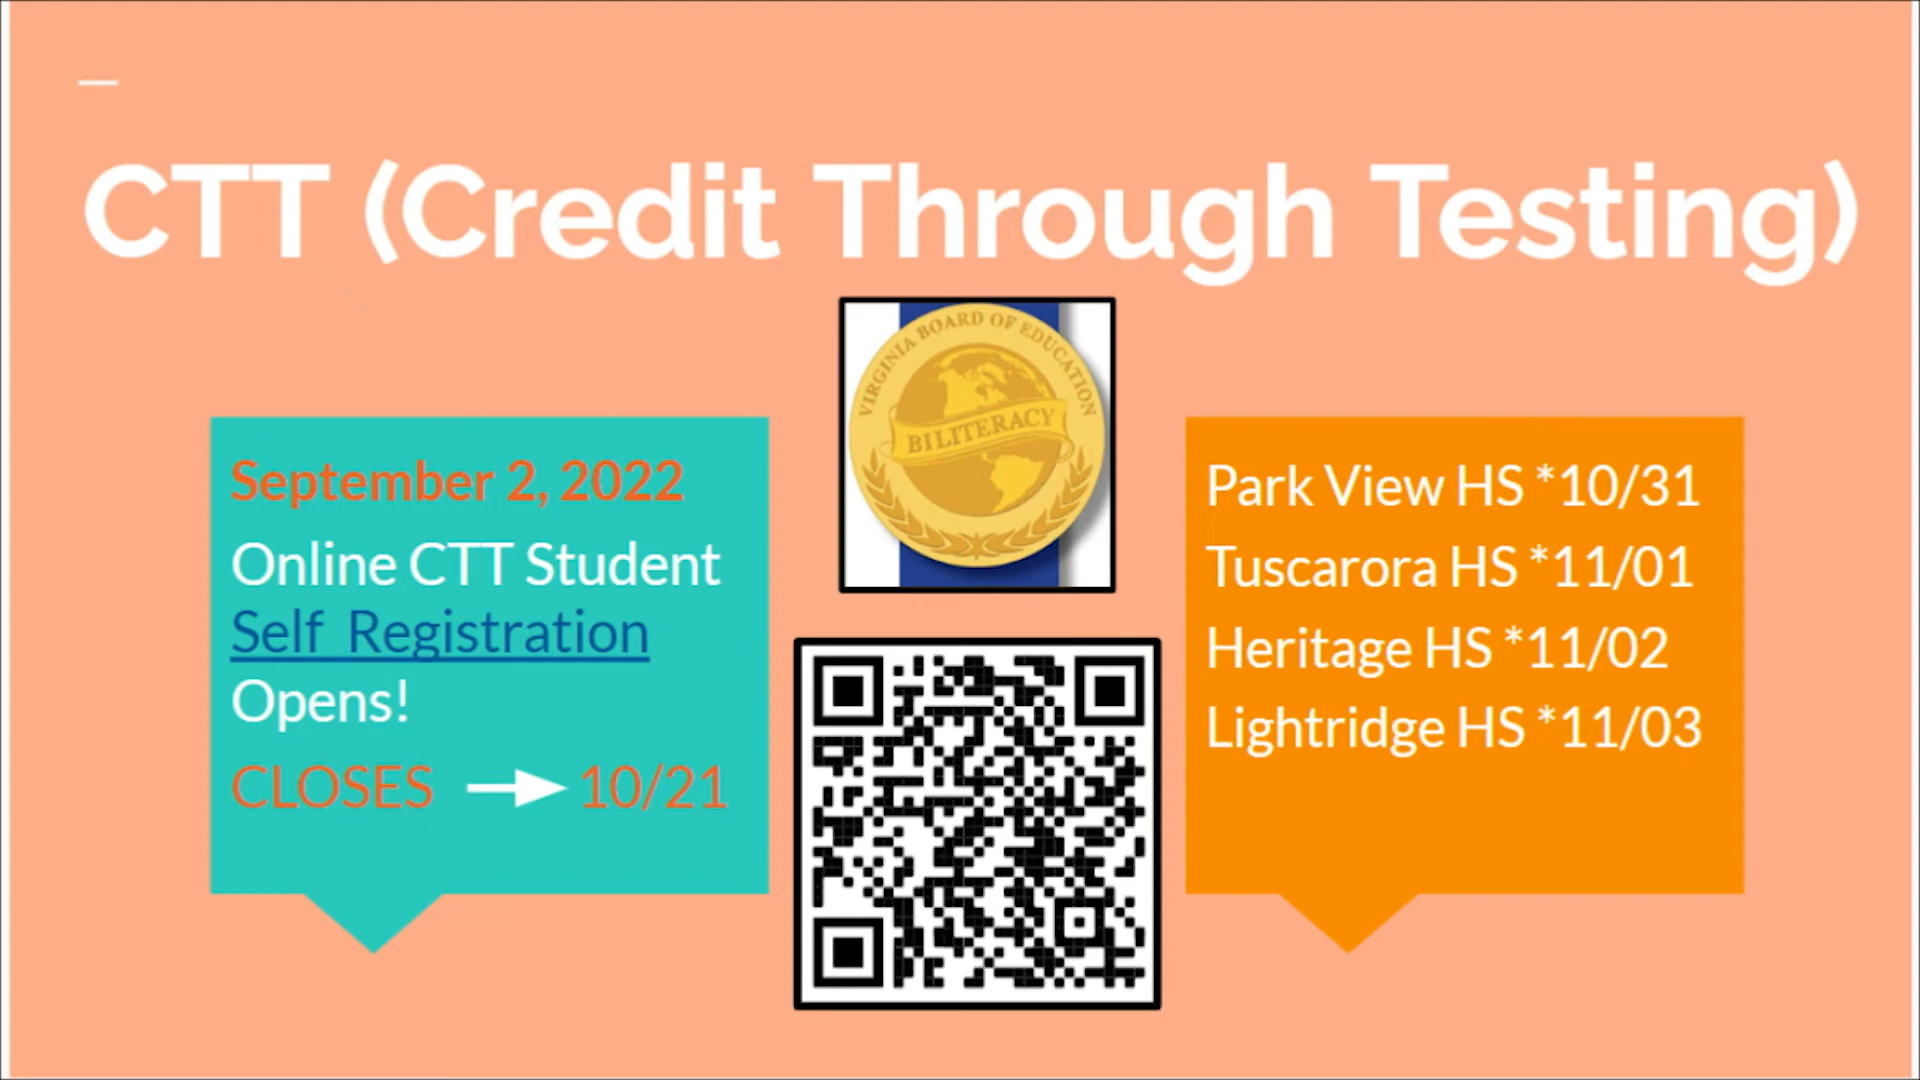 CTT (Credit Through Testing)
VIRGINIA BOARD OF EDUCATION
BILITERACY
September 2, 2022
Online CTT Student
Self  Registration
Opens!
CLOSES 10/21
Park View HS *10/31
Tuscarora HS *11/01
Heritage HS *11/02
Lightridge HS *11/03